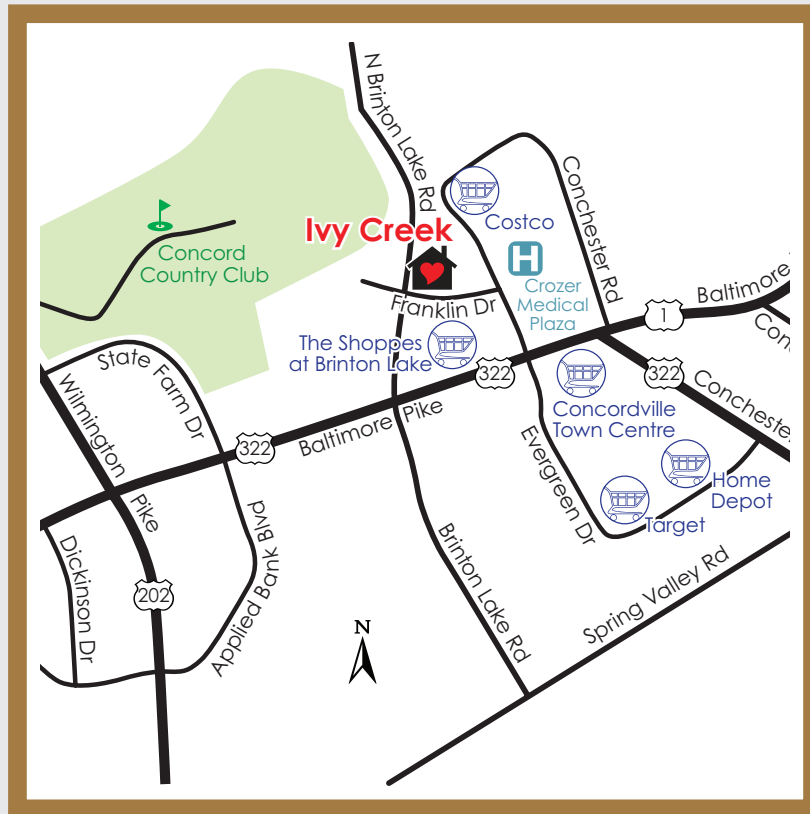 N Brinton Lake Rd
Conchester Rd
Costco
Ivy Creek
Concord
Country Club
H
Crozer
Medical
Plaza
Baltimore
1
Franklin Dr
Con
The Shoppes
at Brinton Lake
State Farm Dr
322
322
Conchester
Wilmington
Pike
Concordville
Town Centre
Baltimore Pike
322
Evergreen Dr
Home
Depot
Target
Dickinson Dr
Applied Bank Blvd
Brinton Lake Rd
Spring Valley Rd
202
N